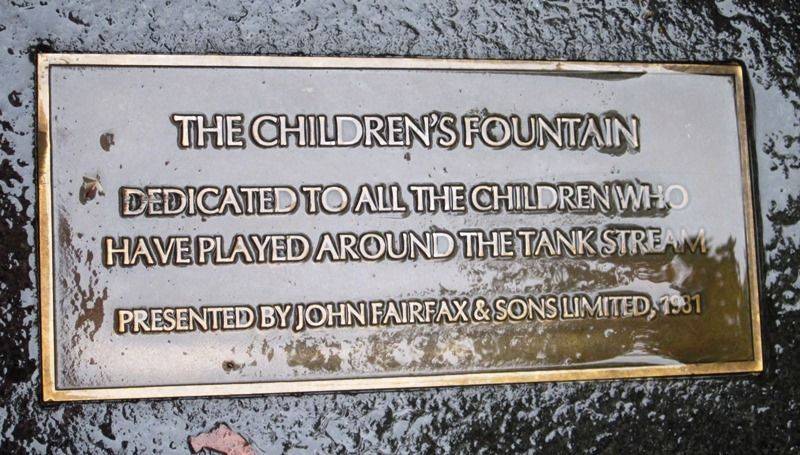 THE CHILDREN'S FOUNTAIN
DEDICATED TO ALL THE CHILDREN WHO
HAVE PLAYED AROUND THE TANK STREAM
PRESENTED BY JOHN FAIRFAX & SONS LIMITED, 1981